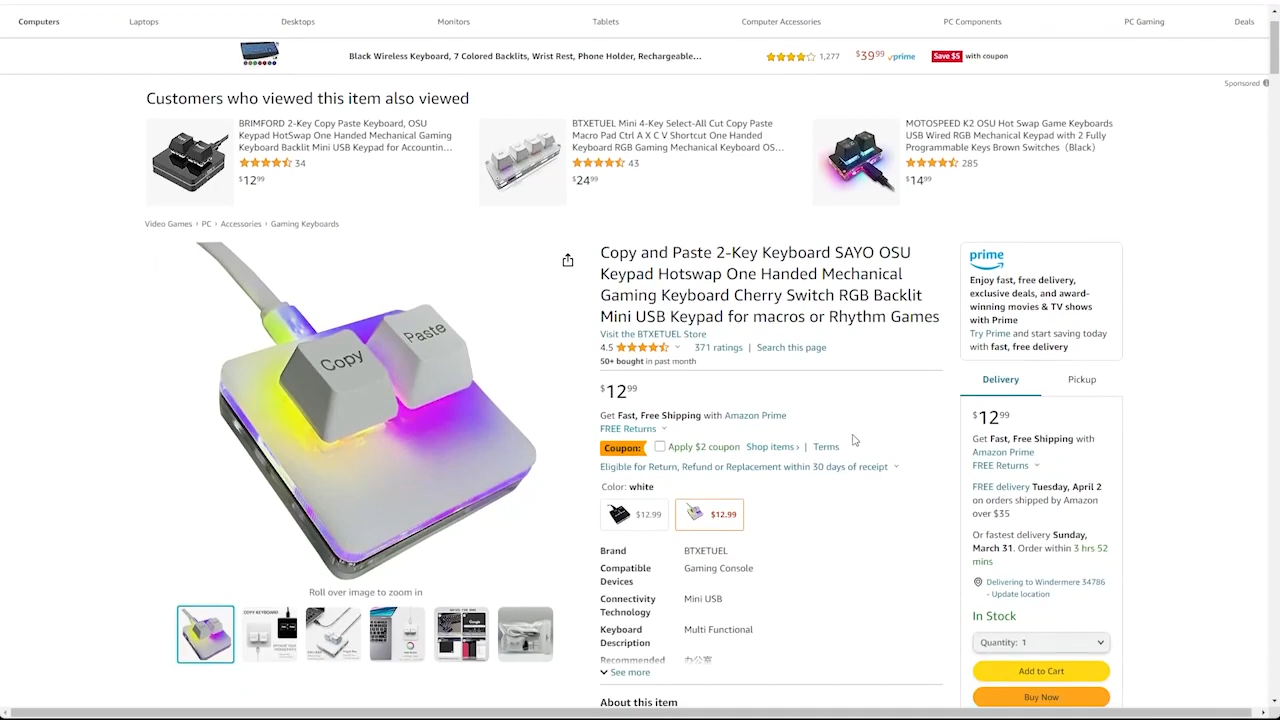 Computers Laptops Desktops Monitors Tablets Computer Accessories PC Components PC Gaming Deals
Black Wireless Keyboard, 7 Colored Backlits, Wrist Rest, Phone Holder, Rechargeable… 1,277 $39⁹⁹ prime Save $5 with coupon
Sponsored
Customers who viewed this item also viewed
BRIMFORD 2-Key Copy Paste Keyboard, OSU
Keypad HotSwap One Handed Mechanical Gaming
Keyboard Backlit Mini USB Keypad for Accountin…
34
$12⁹⁹
BTXETUEL Mini 4-Key Select-All Cut Copy Paste
Macro Pad Ctrl A X C V Shortcut One Handed
Keyboard RGB Gaming Mechanical Keyboard OS…
43
$24⁹⁹
MOTOSPEED K2 OSU Hot Swap Game Keyboards
USB Wired RGB Mechanical Keypad with 2 Fully
Programmable Keys Brown Switches（Black）
285
$14⁹⁹
Video Games › PC › Accessories › Gaming Keyboards
Copy
Paste
Roll over image to zoom in
Copy and Paste 2-Key Keyboard SAYO OSU
Keypad Hotswap One Handed Mechanical
Gaming Keyboard Cherry Switch RGB Backlit
Mini USB Keypad for macros or Rhythm Games
Visit the BTXETUEL Store
4.5 371 ratings | Search this page
50+ bought in past month
$12⁹⁹
Get Fast, Free Shipping with Amazon Prime
FREE Returns
Coupon: Apply $2 coupon Shop items › | Terms
Eligible for Return, Refund or Replacement within 30 days of receipt
Color: white
$12.99 $12.99
Brand BTXETUEL
Compatible Gaming Console
Devices
Connectivity Mini USB
Technology
Keyboard Multi Functional
Description
Recommended 办公室
See more
About this item
prime
Enjoy fast, free delivery,
exclusive deals, and award-
winning movies & TV shows
with Prime
Try Prime and start saving today
with fast, free delivery
Delivery Pickup
$12⁹⁹
Get Fast, Free Shipping with
Amazon Prime
FREE Returns
FREE delivery Tuesday, April 2
on orders shipped by Amazon
over $35
Or fastest delivery Sunday,
March 31. Order within 3 hrs 52
mins
Delivering to Windermere 34786
- Update location
In Stock
Quantity: 1
Add to Cart
Buy Now